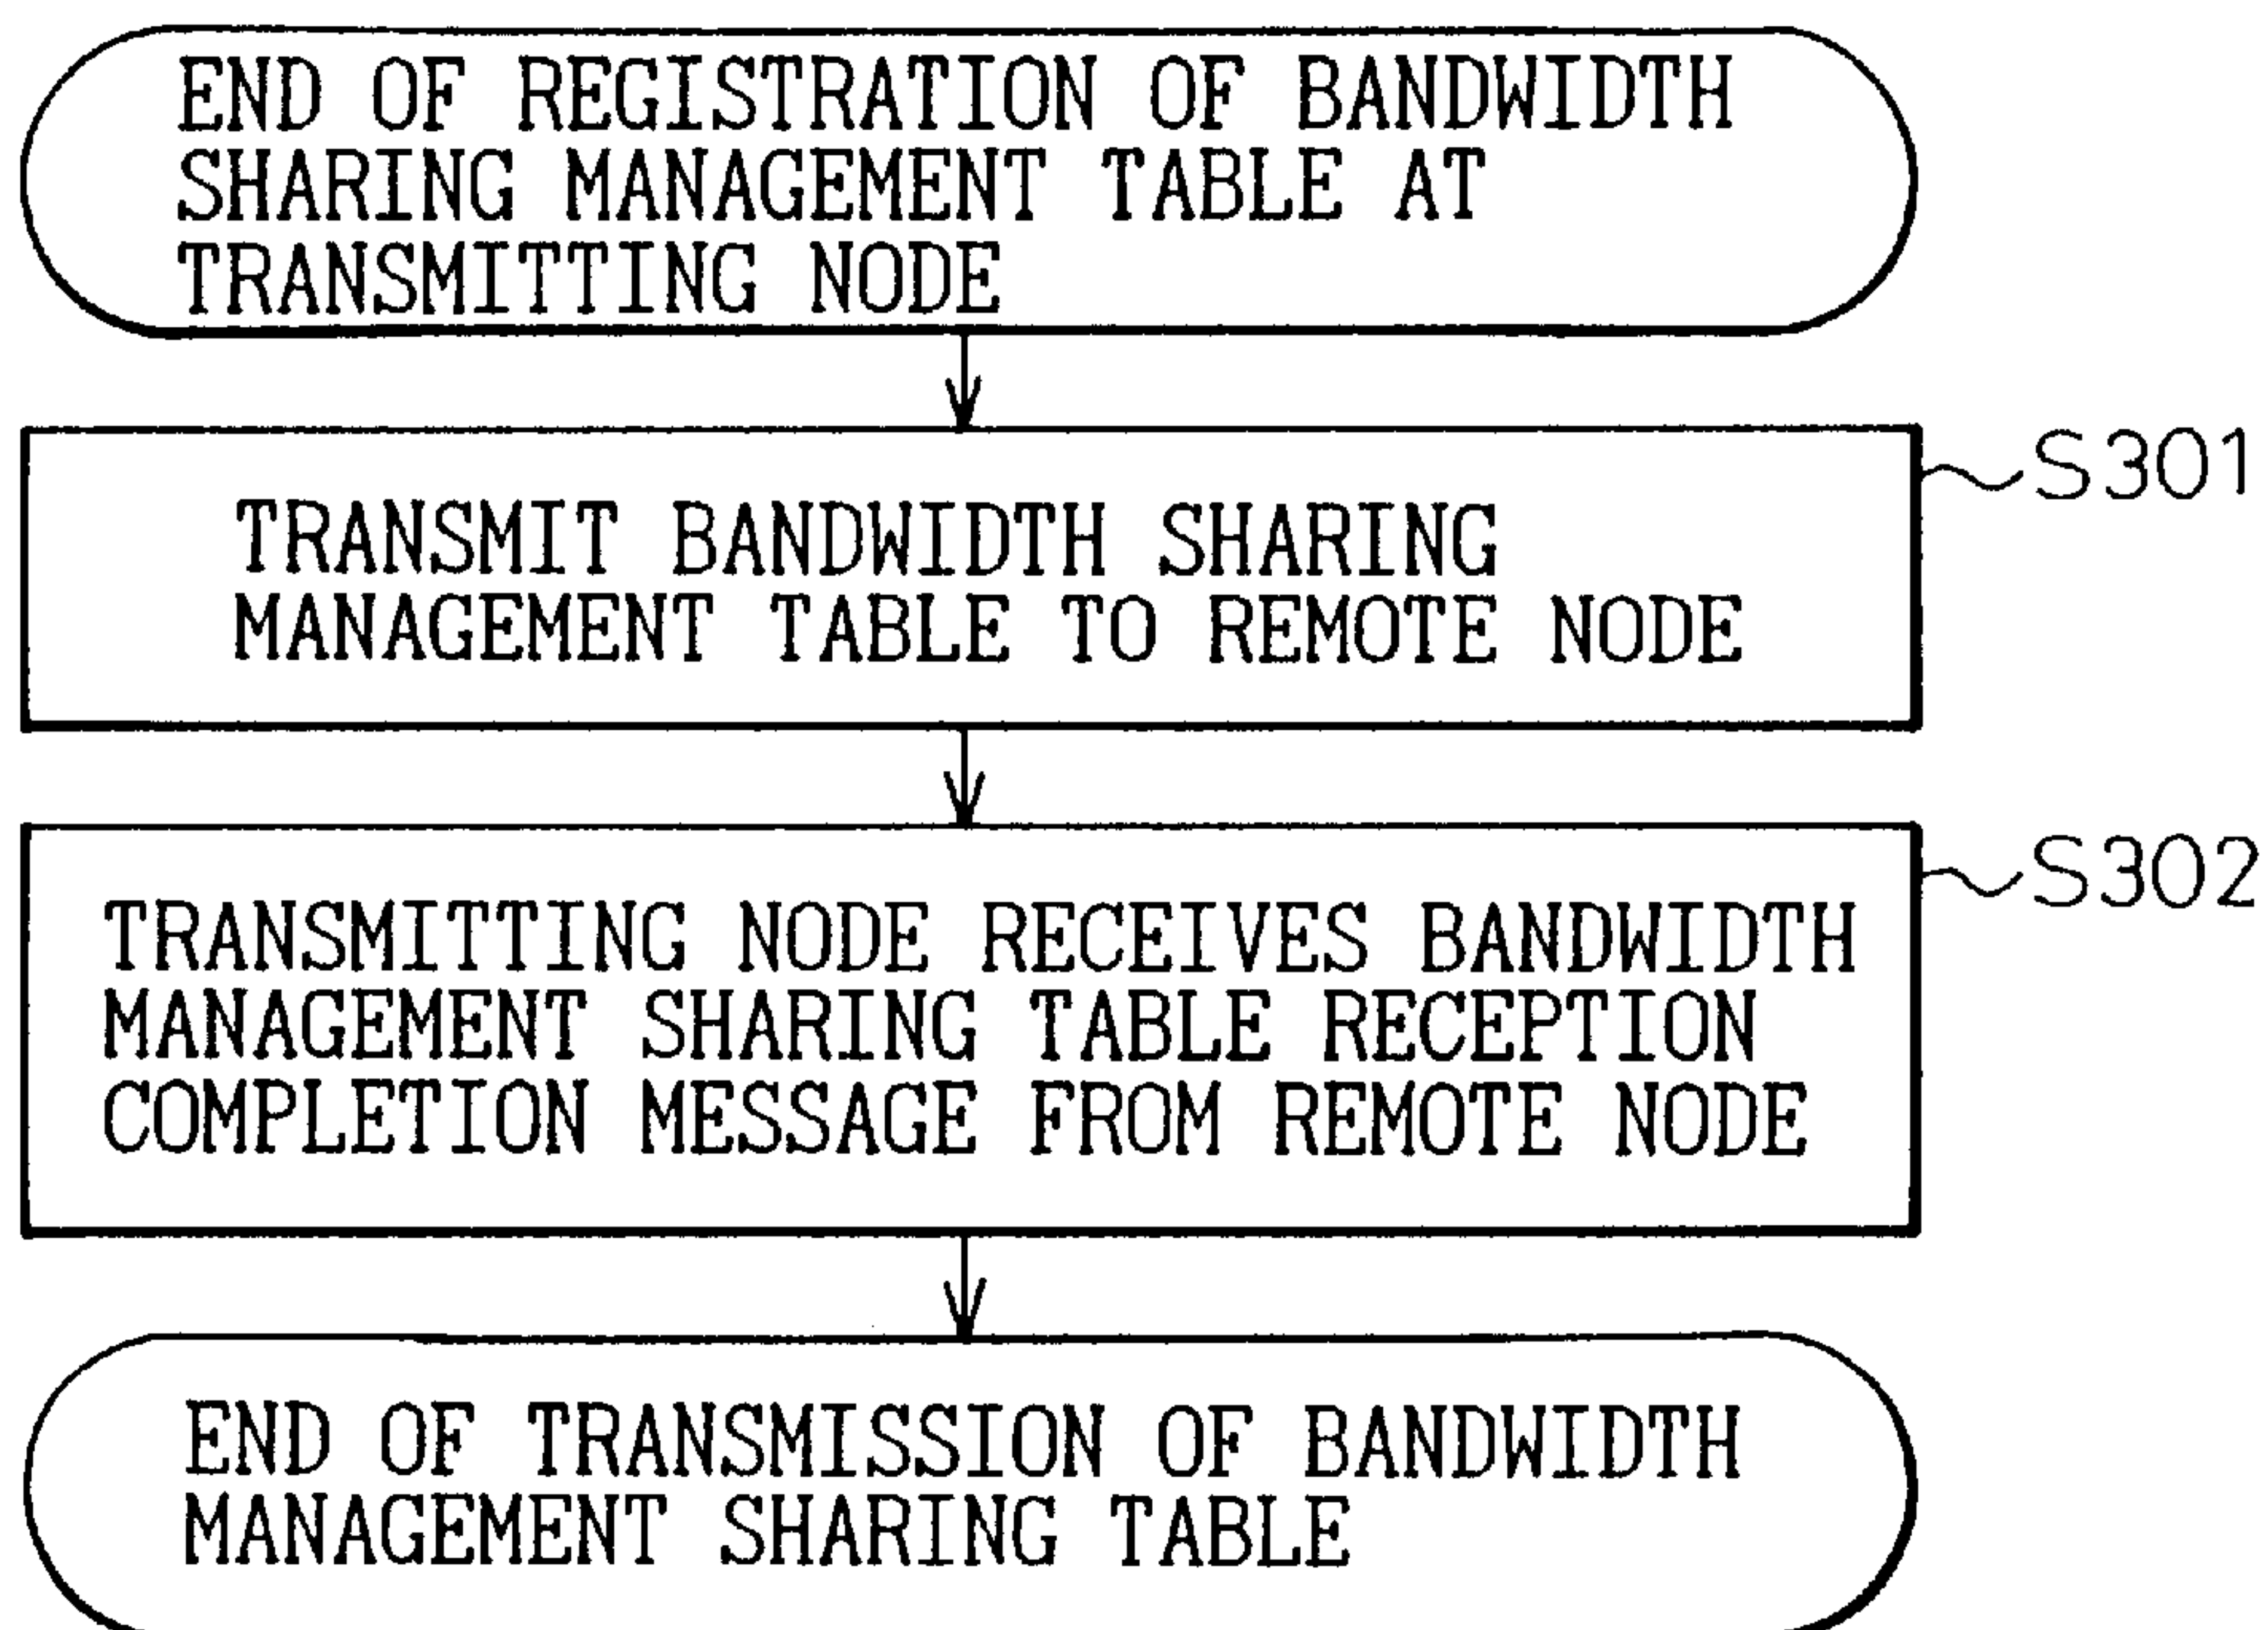 END OF REGISTRATION OF BANDWIDTH
SHARING MANAGEMENT TABLE AT
TRANSMITTING NODE
S301
TRANSMIT BANDWIDTH SHARING
MANAGEMENT TABLE TO REMOTE NODE
S302
TRANSMITTING NODE RECEIVES BANDWIDTH
MANAGEMENT SHARING TABLE RECEPTION
COMPLETION MESSAGE FROM REMOTE NODE
END OF TRANSMISSION OF BANDWIDTH
MANAGEMENT SHARING TABLE